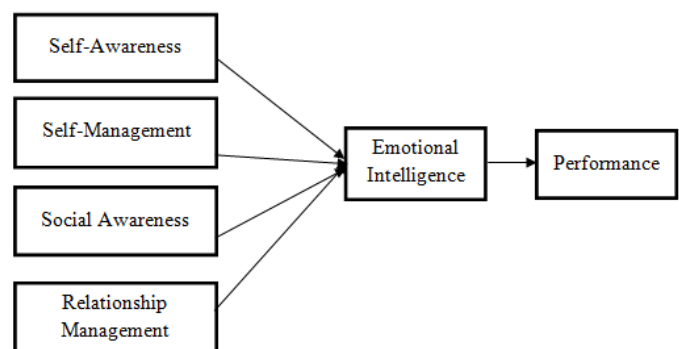 Self-Awareness
Self-Management
Emotional
Intelligence
Performance
Social Awareness
Relationship
Management